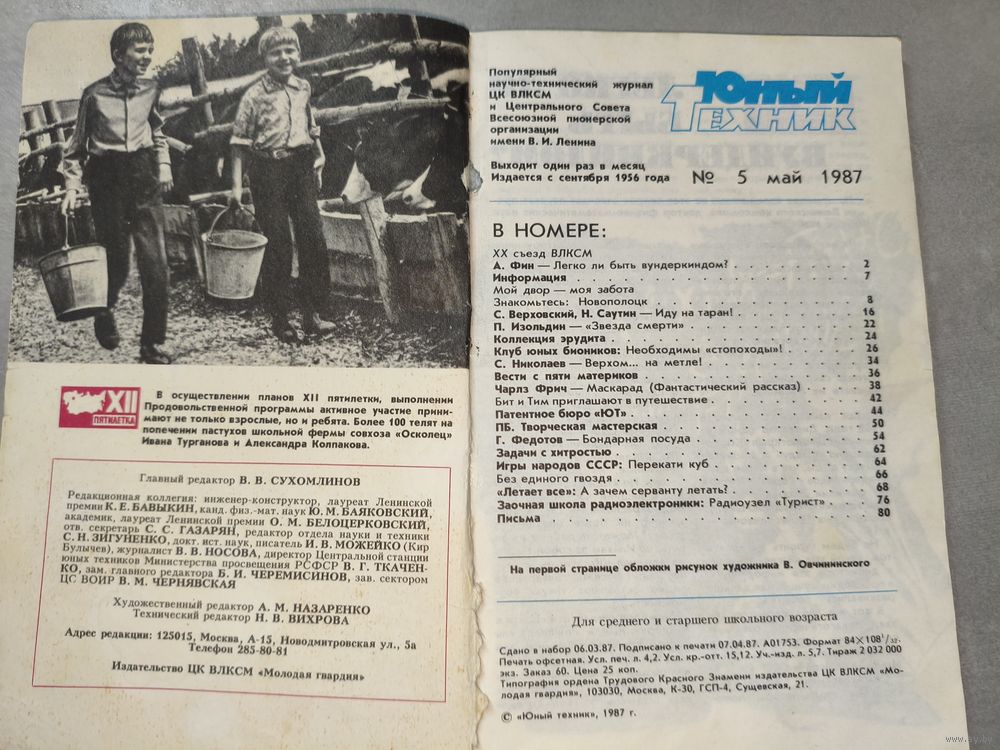 XII
ПЯТИЛЕТКА
В осуществлении планов XII пятилетки, выполнении
Продовольственной программы активное участие прини-
мают не только взрослые, но и ребята. Более 100 телят на
попечении пастухов школьной фермы совхоза «Осколец»
Ивана Турганова и Александра Колпакова.
Главный редактор В. В. СУХОМЛИНОВ
Редакционная коллегия: инженер-конструктор, лауреат Ленинской
премии К. Е. БАВЫКИН, канд. физ.-мат. наук Ю. М. БАЯКОВСКИЙ,
академик, лауреат Ленинской премии О. М. БЕЛОЦЕРКОВСКИЙ,
отв. секретарь С. С. ГАЗАРЯН, редактор отдела науки и техники
С. Н. ЗИГУНЕНКО, докт. ист. наук, писатель И. В. МОЖЕЙКО (Кир
Булычев), журналист В. В. НОСОВА, директор Центральной станции
юных техников Министерства просвещения РСФСР В. Г. ТКАЧЕН-
КО, зам. главного редактора Б. И. ЧЕРЕМИСИНОВ, зав. сектором
ЦС ВОИР В. М. ЧЕРНЯВСКАЯ
Художественный редактор А. М. НАЗАРЕНКО
Технический редактор Н. В. ВИХРОВА
Адрес редакции: 125015, Москва, А-15, Новодмитровская ул., 5а
Телефон 285-80-81
Издательство ЦК ВЛКСМ «Молодая гвардия»
Популярный
научно-технический журнал
ЦК ВЛКСМ
и Центрального Совета
Всесоюзной пионерской
организации
имени В. И. Ленина
Юный
Техник
Выходит один раз в месяц
Издается с сентября 1956 года
№ 5 май 1987
В НОМЕРЕ:
XX съезд ВЛКСМ
А. Фин — Легко ли быть вундеркиндом? . . . . . . . . . 2
Информация . . . . . . . . . . . . . . . . 7
Мой двор — моя забота
Знакомьтесь: Новополоцк . . . . . . . . . . . . 8
С. Верховский, Н. Саутин — Иду на таран! . . . . . . . . 16
П. Изольдин — «Звезда смерти» . . . . . . . . . . . 22
Коллекция эрудита . . . . . . . . . . . . . . 24
Клуб юных биоников: Необходимы «стопоходы»! . . . . . 26
С. Николаев — Верхом... на метле! . . . . . . . . . . 34
Вести с пяти материков . . . . . . . . . . . . . 36
Чарлз Фрич — Маскарад (Фантастический рассказ) . . . . . 38
Бит и Тим приглашают в путешествие . . . . . . . . . 42
Патентное бюро «ЮТ» . . . . . . . . . . . . . 44
ПБ. Творческая мастерская . . . . . . . . . . . . 50
Г. Федотов — Бондарная посуда . . . . . . . . . . . 54
Задачи с хитростью . . . . . . . . . . . . . . 62
Игры народов СССР: Перекати куб . . . . . . . . . . 64
Без единого гвоздя . . . . . . . . . . . . . . 66
«Летает все»: А зачем серванту летать? . . . . . . . . 68
Заочная школа радиоэлектроники: Радиоузел «Турист» . . . . 76
Письма . . . . . . . . . . . . . . . . . 80
На первой странице обложки рисунок художника В. Овчининского
Для среднего и старшего школьного возраста
Сдано в набор 06.03.87. Подписано к печати 07.04.87. А01753. Формат 84×108¹/₃₂.
Печать офсетная. Усл. печ. л. 4,2. Усл. кр.-отт. 15,12. Уч.-изд. л. 5,7. Тираж 2 032 000
экз. Заказ 60. Цена 25 коп.
Типография ордена Трудового Красного Знамени издательства ЦК ВЛКСМ «Мо-
лодая гвардия», 103030, Москва, К-30, ГСП-4, Сущевская, 21.
© «Юный техник», 1987 г.
www.ay.by